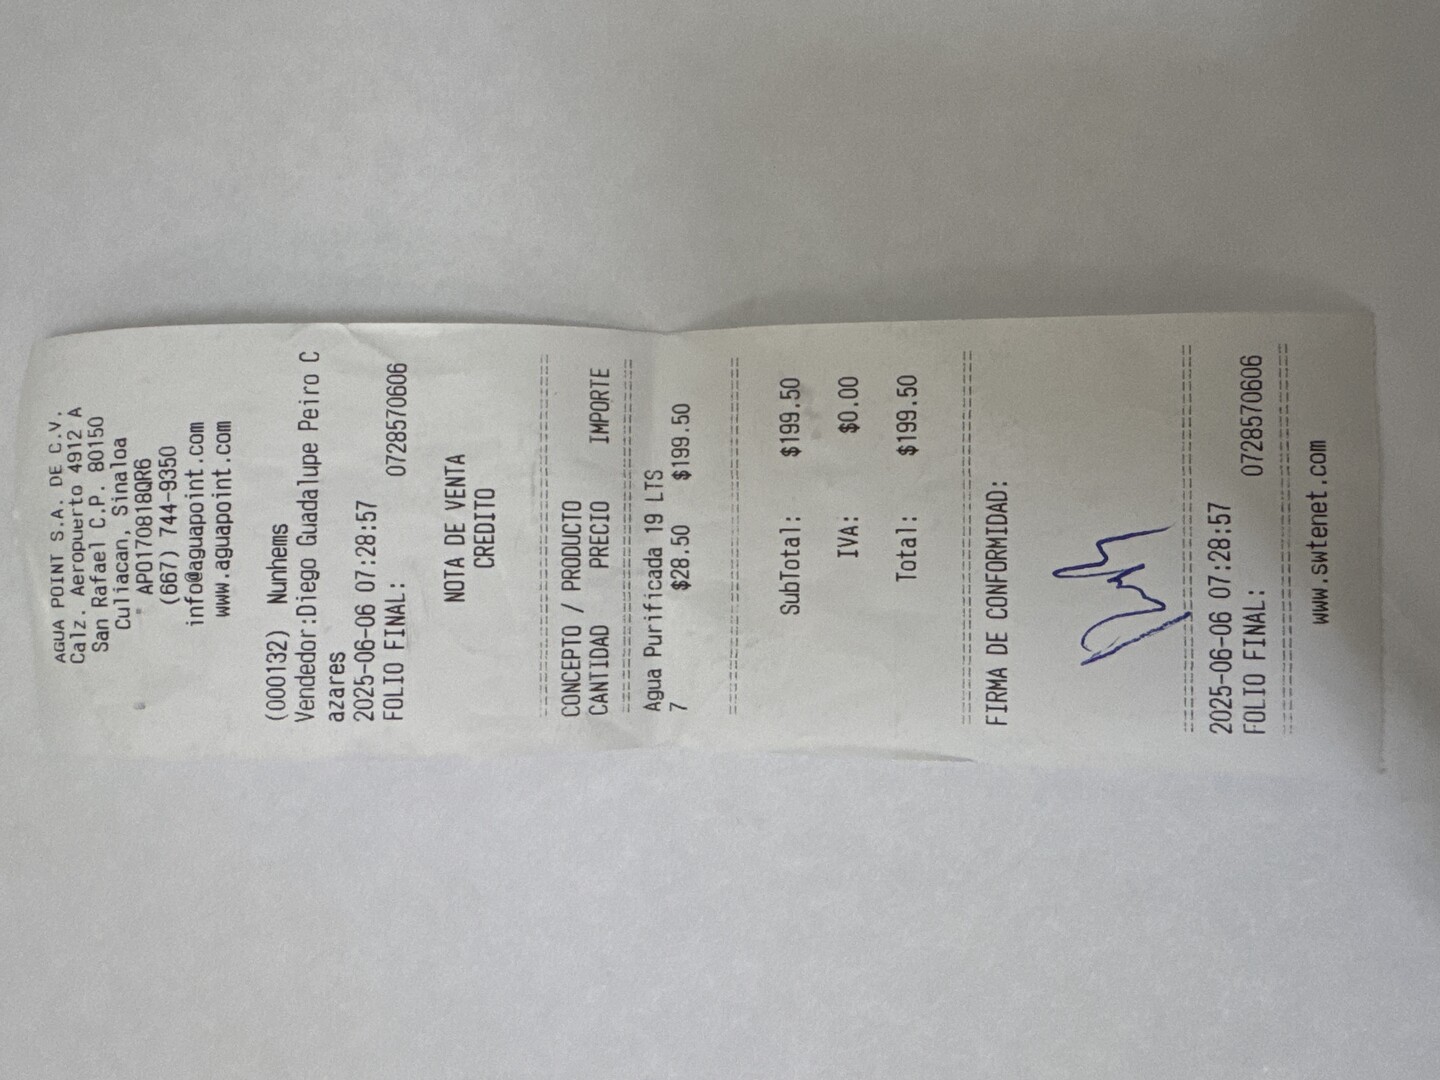 AGUA POINT S.A. DE C.V.
Calz. Aeropuerto 4912 A
San Rafael C.P. 80150
Culiacan, Sinaloa
APO170818QR6
(667) 744-9350
info@aguapoint.com
www.aguapoint.com
(000132) Nunhems
Vendedor:Diego Guadalupe Peiro C
azares
2025-06-06 07:28:57
FOLIO FINAL: 0728570606
NOTA DE VENTA
CREDITO
CONCEPTO / PRODUCTO
CANTIDAD PRECIO IMPORTE
Agua Purificada 19 LTS
7 $28.50 $199.50
SubTotal: $199.50
IVA: $0.00
Total: $199.50
FIRMA DE CONFORMIDAD:
2025-06-06 07:28:57
FOLIO FINAL: 0728570606
www.swtenet.com